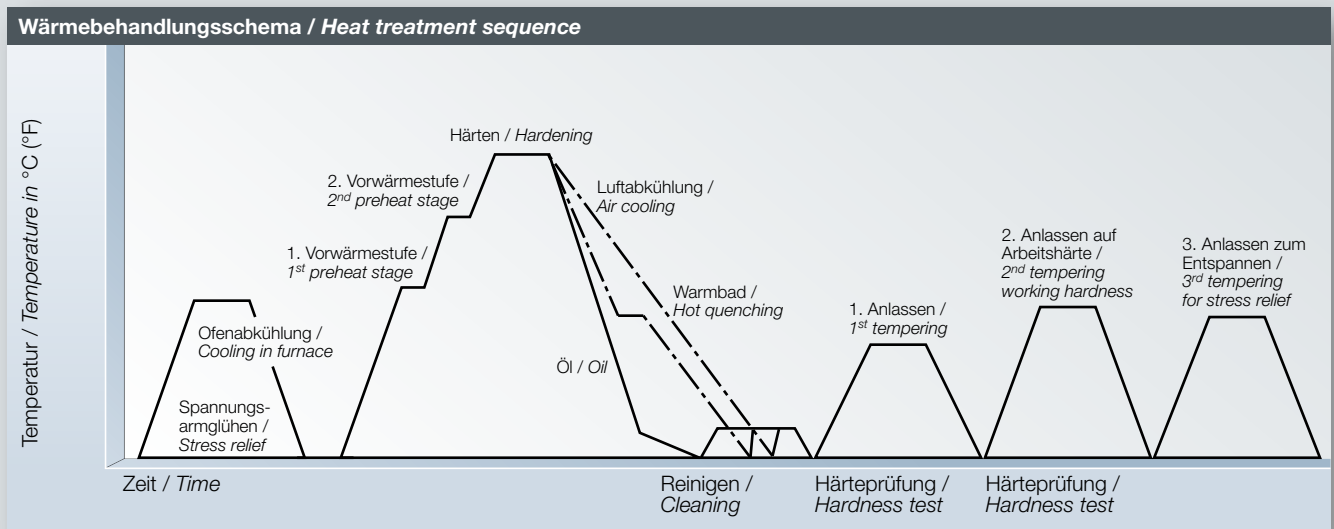 Wärmebehandlungsschema / Heat treatment sequence
Temperatur / Temperature in °C (°F)
Härten / Hardening
2. Vorwärmestufe /
2nd preheat stage
1. Vorwärmestufe /
1st preheat stage
Ofenabkühlung /
Cooling in furnace
Spannungs-
armglühen /
Stress relief
Luftabkühlung /
Air cooling
Warmbad /
Hot quenching
Öl / Oil
1. Anlassen /
1st tempering
2. Anlassen auf
Arbeitshärte /
2nd tempering
working hardness
3. Anlassen zum
Entspannen /
3rd tempering
for stress relief
Zeit / Time
Reinigen /
Cleaning
Härteprüfung /
Hardness test
Härteprüfung /
Hardness test